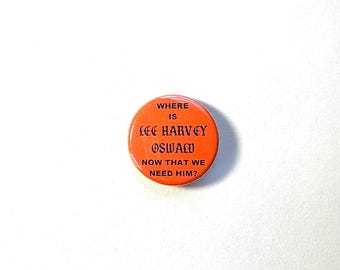 WHERE
IS
LEE HARVEY
OSWALD
NOW THAT WE
NEED HIM?